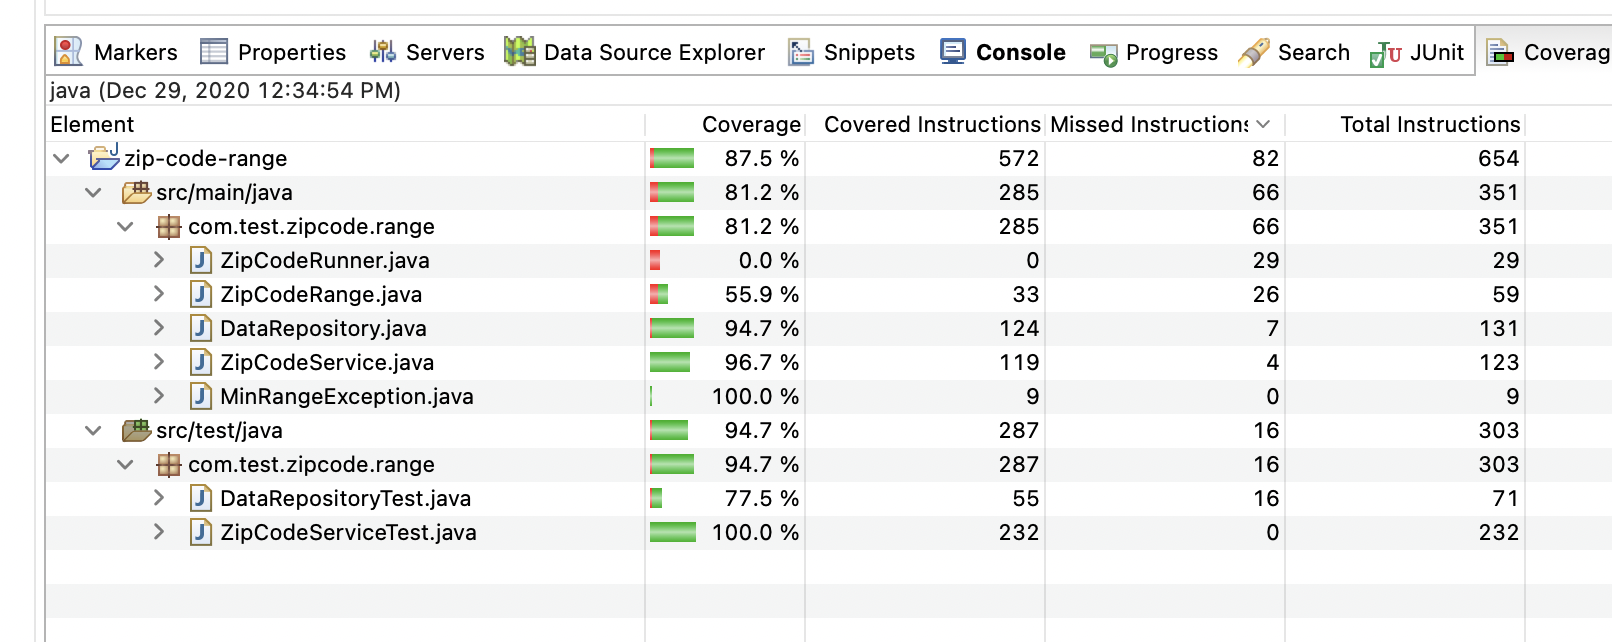 Markers Properties Servers Data Source Explorer Snippets Console Progress Search JUnit Coverag
java (Dec 29, 2020 12:34:54 PM)
Element Coverage Covered Instructions Missed Instructions Total Instructions
zip-code-range 87.5 % 572 82 654
src/main/java 81.2 % 285 66 351
com.test.zipcode.range 81.2 % 285 66 351
ZipCodeRunner.java 0.0 % 0 29 29
ZipCodeRange.java 55.9 % 33 26 59
DataRepository.java 94.7 % 124 7 131
ZipCodeService.java 96.7 % 119 4 123
MinRangeException.java 100.0 % 9 0 9
src/test/java 94.7 % 287 16 303
com.test.zipcode.range 94.7 % 287 16 303
DataRepositoryTest.java 77.5 % 55 16 71
ZipCodeServiceTest.java 100.0 % 232 0 232